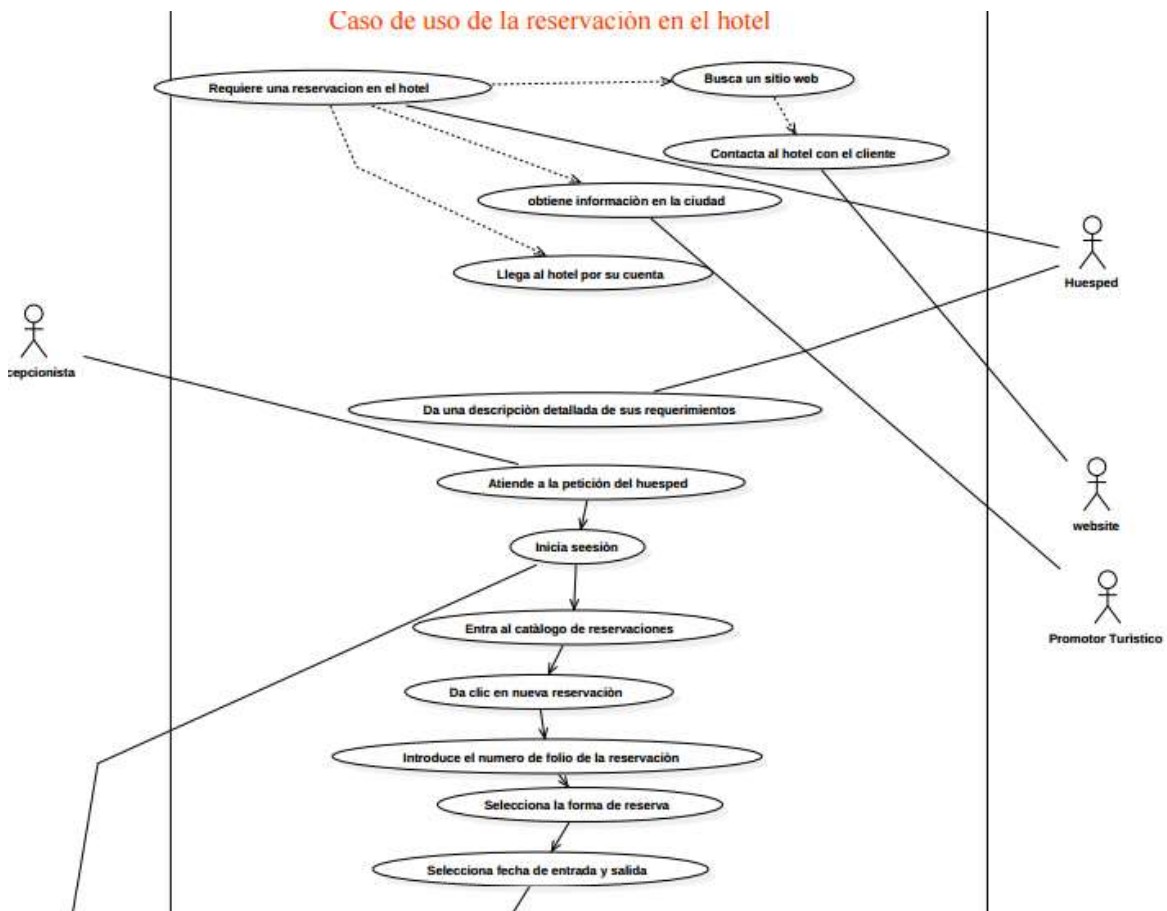 Caso de uso de la reservaciòn en el hotel
Requiere una reservacion en el hotel
Busca un sitio web
Contacta al hotel con el cliente
obtiene informaciòn en la ciudad
Llega al hotel por su cuenta
Huesped
cepcionista
Da una descripciòn detallada de sus requerimientos
Atiende a la petición del huesped
website
Inicia seesiòn
Entra al catàlogo de reservaciones
Promotor Turìstico
Da clic en nueva reservaciòn
Introduce el numero de folio de la reservaciòn
Selecciona la forma de reserva
Selecciona fecha de entrada y salida